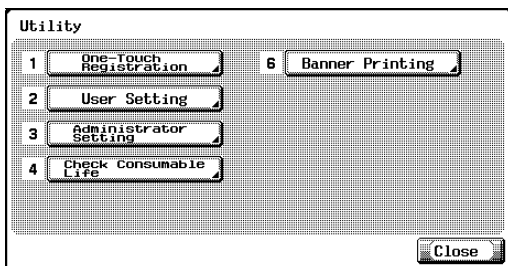 Utility
1 One-Touch
Registration
2 User Setting
3 Administrator
Setting
4 Check Consumable
Life
6 Banner Printing
Close